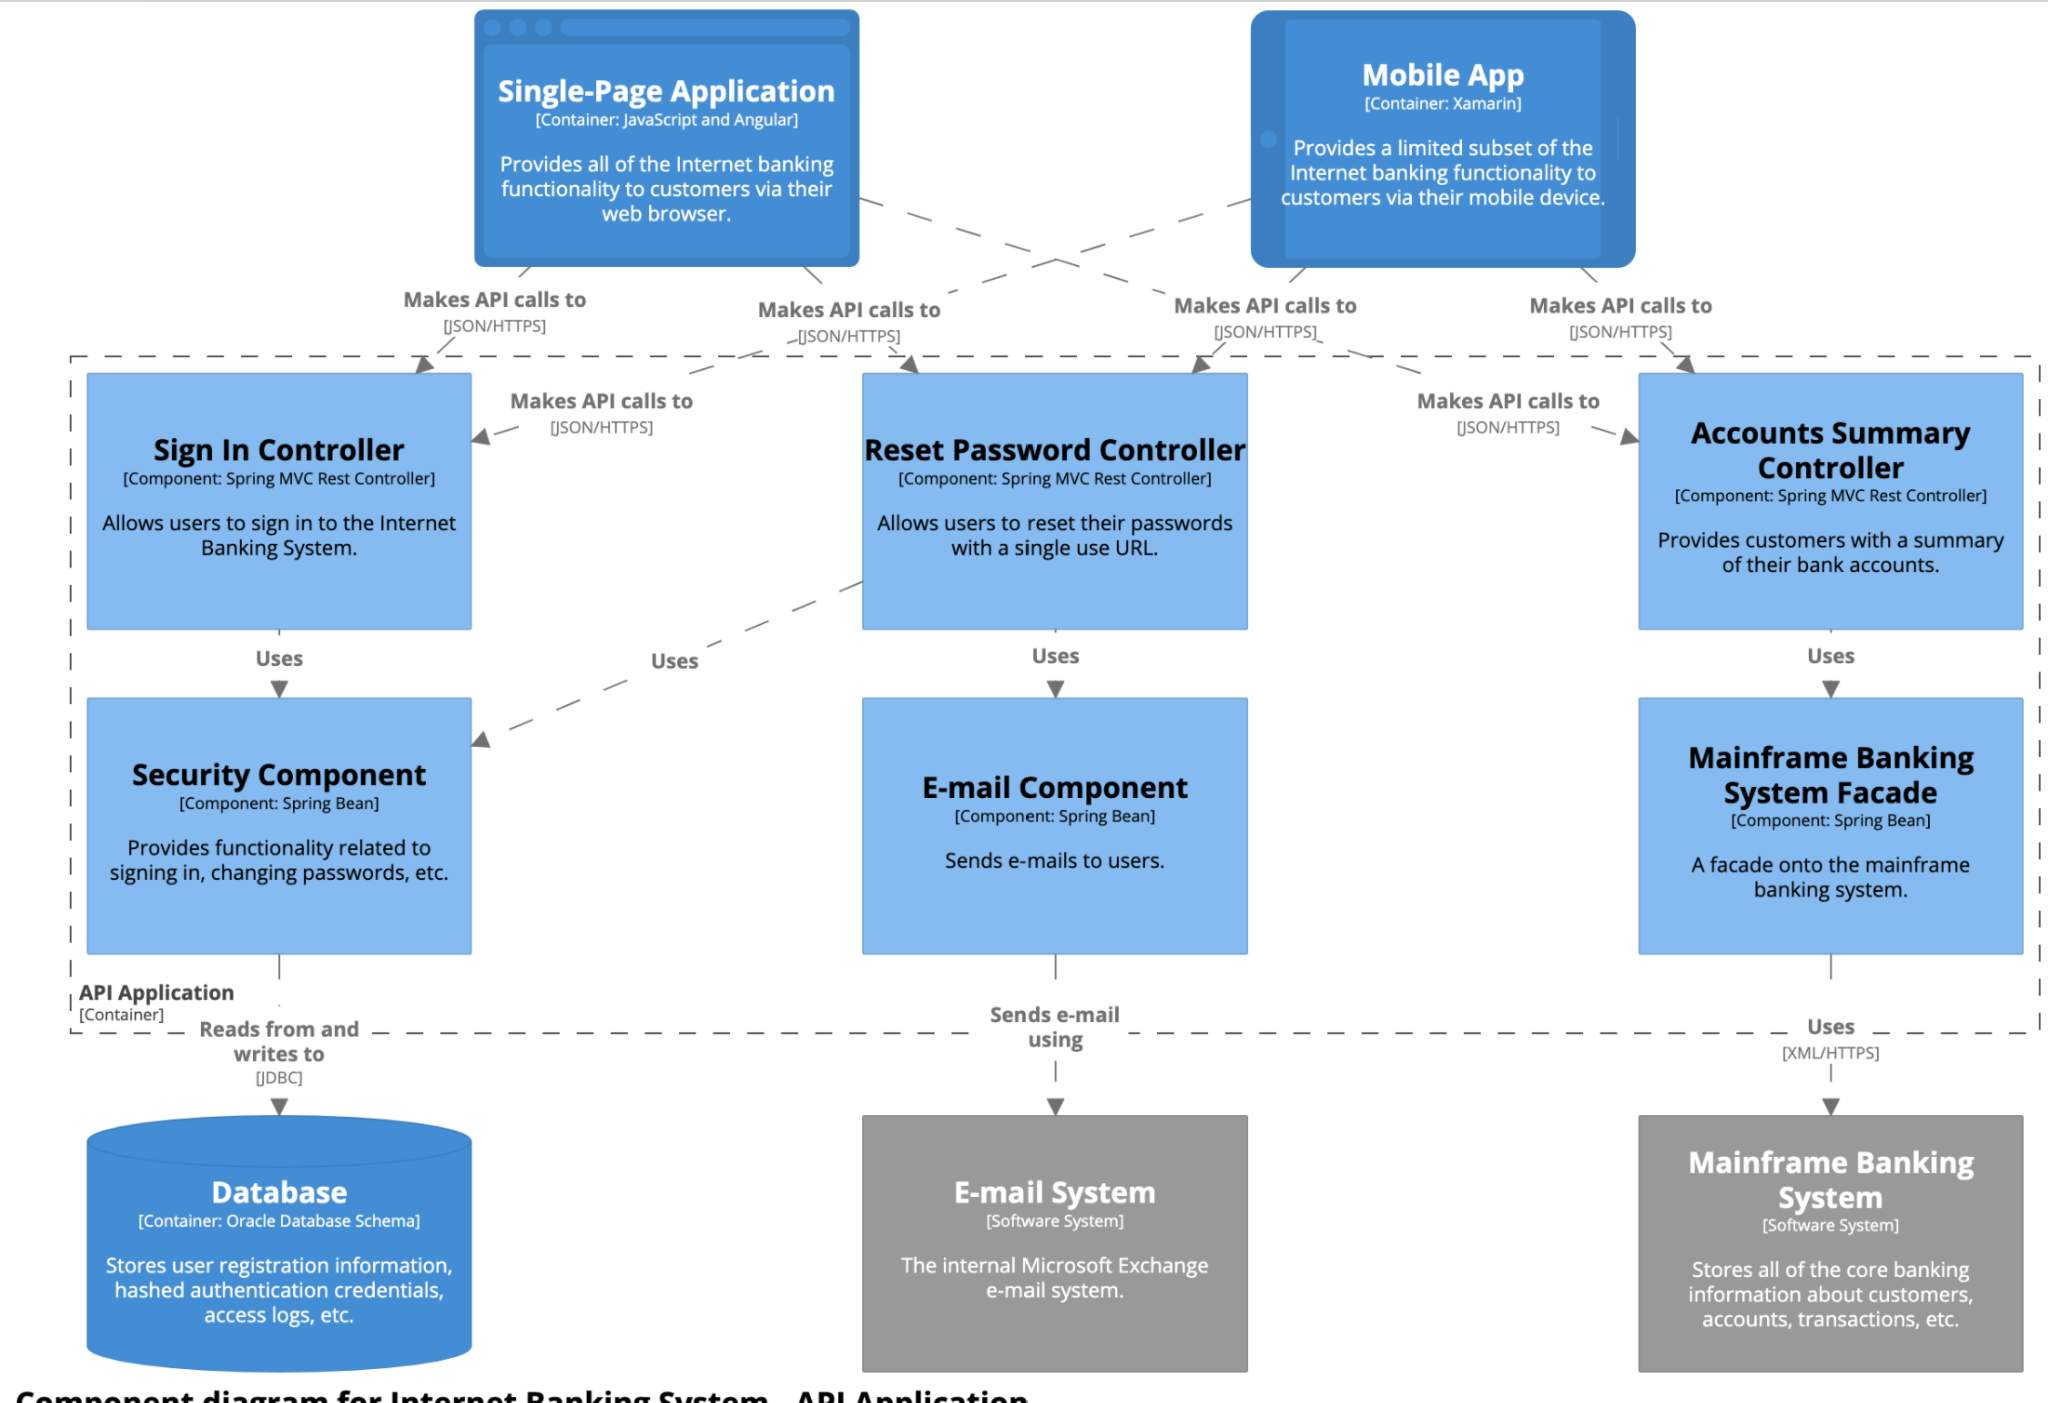 Single-Page Application
[Container: JavaScript and Angular]
Provides all of the Internet banking
functionality to customers via their
web browser.
Mobile App
[Container: Xamarin]
Provides a limited subset of the
Internet banking functionality to
customers via their mobile device.
Makes API calls to
[JSON/HTTPS]
Makes API calls to
[JSON/HTTPS]
Makes API calls to
[JSON/HTTPS]
Makes API calls to
[JSON/HTTPS]
Makes API calls to
[JSON/HTTPS]
Makes API calls to
[JSON/HTTPS]
Sign In Controller
[Component: Spring MVC Rest Controller]
Allows users to sign in to the Internet
Banking System.
Reset Password Controller
[Component: Spring MVC Rest Controller]
Allows users to reset their passwords
with a single use URL.
Accounts Summary
Controller
[Component: Spring MVC Rest Controller]
Provides customers with a summary
of their bank accounts.
Uses
Uses
Uses
Uses
Security Component
[Component: Spring Bean]
Provides functionality related to
signing in, changing passwords, etc.
E-mail Component
[Component: Spring Bean]
Sends e-mails to users.
Mainframe Banking
System Facade
[Component: Spring Bean]
A facade onto the mainframe
banking system.
API Application
[Container]
Reads from and
writes to
[JDBC]
Sends e-mail
using
Uses
[XML/HTTPS]
Database
[Container: Oracle Database Schema]
Stores user registration information,
hashed authentication credentials,
access logs, etc.
E-mail System
[Software System]
The internal Microsoft Exchange
e-mail system.
Mainframe Banking
System
[Software System]
Stores all of the core banking
information about customers,
accounts, transactions, etc.
Component diagram for Internet Banking System - API Application